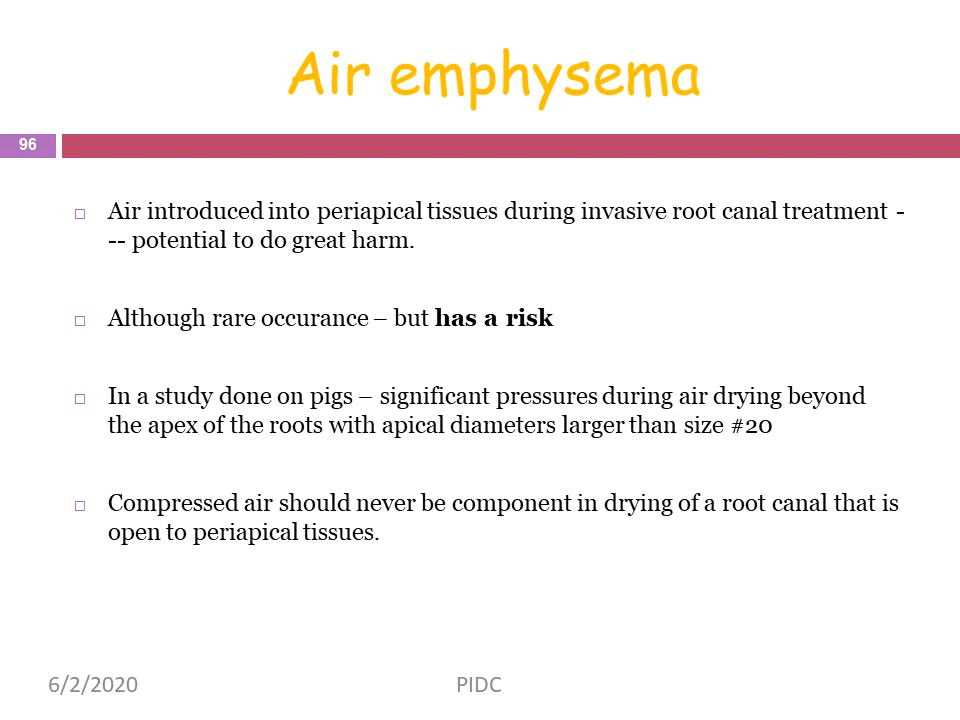 Air emphysema
96
Air introduced into periapical tissues during invasive root canal treatment -
-- potential to do great harm.
Although rare occurance – but has a risk
In a study done on pigs – significant pressures during air drying beyond
the apex of the roots with apical diameters larger than size #20
Compressed air should never be component in drying of a root canal that is
open to periapical tissues.
6/2/2020 PIDC